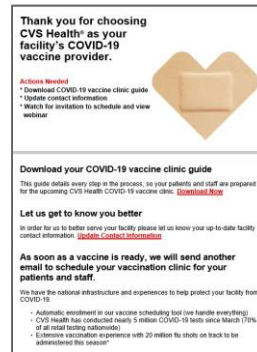 Thank you for choosing
CVS Health® as your
facility's COVID-19
vaccine provider.
Actions Needed
* Download COVID-19 vaccine clinic guide
* Update contact information
* Watch for invitation to schedule and view
webinar
Download your COVID-19 vaccine clinic guide
This guide details every step in the process, so your patients and staff are prepared
for the upcoming CVS Health COVID-19 vaccine clinic. Download Now
Let us get to know you better
In order for us to better serve your facility please let us know your up-to-date facility
contact information. Update Contact Information
As soon as a vaccine is ready, we will send another
email to schedule your vaccination clinic for your
patients and staff.
We have the national infrastructure and experiences to help protect your facility from
COVID-19.
- Automatic enrollment in our vaccine scheduling tool (we handle everything)
- CVS Health has conducted nearly 5 million COVID-19 tests since March (70%
of all retail testing nationwide)
- Extensive vaccination experience with 20 million flu shots on track to be
administered this season*